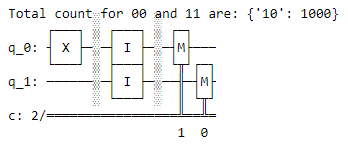 Total count for 00 and 11 are: {'10': 1000}
q_0: X I M
q_1: I M
c: 2/
1 0